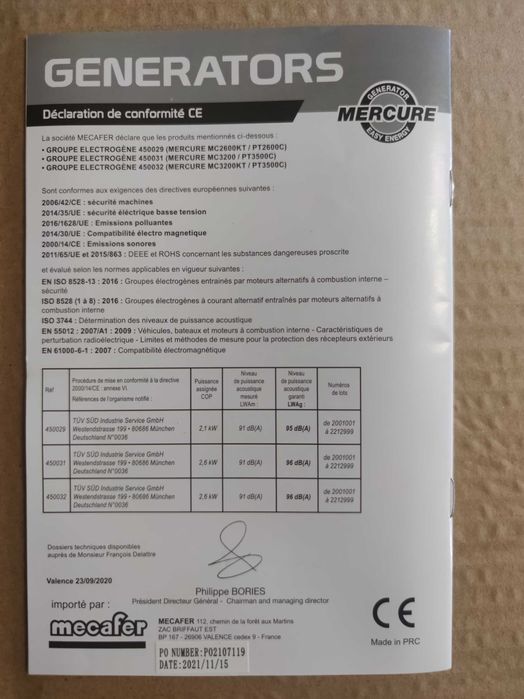 GENERATORS
Déclaration de conformité CE
GENERATOR
MERCURE
EASY ENERGY
La société MECAFER déclare que les produits mentionnés ci-dessous :
• GROUPE ELECTROGÈNE 450029 (MERCURE MC2600KT / PT2600C)
• GROUPE ELECTROGÈNE 450031 (MERCURE MC3200 / PT3500C)
• GROUPE ELECTROGÈNE 450032 (MERCURE MC3200KT / PT3500C)
Sont conformes aux exigences des directives européennes suivantes :
2006/42/CE : sécurité machines
2014/35/UE : sécurité éléctrique basse tension
2016/1628/UE : Emissions polluantes
2014/30/UE : Compatibilité électro magnetique
2000/14/CE : Emissions sonores
2011/65/UE et 2015/863 : DEEE et ROHS concernant les substances dangereuses proscrite
et évalué selon les normes applicables en vigueur suivantes :
EN ISO 8528-13 : 2016 : Groupes électrogènes entrainés par moteurs alternatifs à combustion interne –
sécurité
ISO 8528 (1 à 8) : 2016 : Groupes électrogènes à courant alternatif entraînés par moteurs alternatifs à
combustion interne
ISO 3744 : Détermination des niveaux de puissance acoustique
EN 55012 : 2007/A1 : 2009 : Véhicules, bateaux et moteurs à combustion interne - Caractéristiques de
perturbation radioélectrique - Limites et méthodes de mesure pour la protection des récepteurs extérieurs
EN 61000-6-1 : 2007 : Compatibilité électromagnétique
Ref
Procédure de mise en conformité à la directive
2000/14/CE : annexe VI.
Références de l'organisme notifié :
Puissance
assignée
COP
Niveau
de puissance
acoustique
mesuré
LWAm :
Niveau
de puissance
acoustique
garanti
LWAg :
Numéros
de lots
450029
TÜV SÜD Industrie Service GmbH
Westendstrasse 199 • 80686 München
Deutschland N°0036
2,1 kW
91 dB(A)
95 dB(A)
de 2001001
à 2212999
450031
TÜV SÜD Industrie Service GmbH
Westendstrasse 199 • 80686 München
Deutschland N°0036
2,6 kW
91 dB(A)
96 dB(A)
de 2001001
à 2212999
450032
TÜV SÜD Industrie Service GmbH
Westendstrasse 199 • 80686 München
Deutschland N°0036
2,6 kW
91 dB(A)
96 dB(A)
de 2001001
à 2212999
Dossiers techniques disponibles
auprès de Monsieur François Delattre
Valence 23/09/2020
Philippe BORIES
Président Directeur Général - Chairman and managing director
importé par :
mecafer
MECAFER 112, chemin de la forêt aux Martins
ZAC BRIFFAUT EST
BP 167 - 26906 VALENCE cedex 9 - France
CE
Made in PRC
PO NUMBER:PO2107119
DATE:2021/11/15